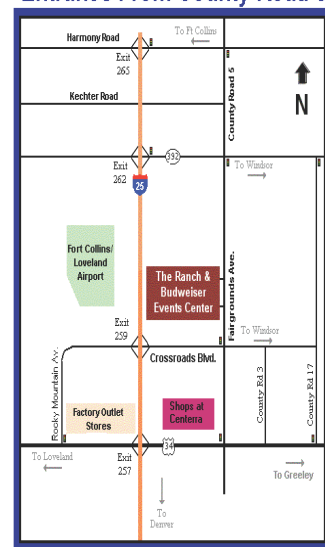 Harmony Road
To Ft Collins
Exit
265
Kechter Road
County Road 5
N
392
Exit
262
To Windsor
25
Fort Collins/
Loveland
Airport
The Ranch &
Budweiser
Events Center
Fairgrounds Ave.
Exit
259
To Windsor
Crossroads Blvd.
Rocky Mountain Av.
County Rd 3
County Rd 17
Factory Outlet
Stores
Shops at
Centerra
34
To Loveland
Exit
257
To Greeley
To
Denver